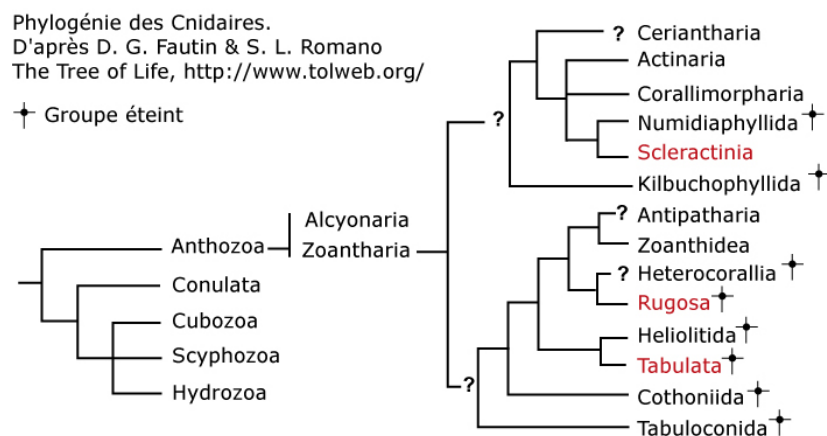 Phylogénie des Cnidaires.
D'après D. G. Fautin & S. L. Romano
The Tree of Life, http://www.tolweb.org/
Groupe éteint
Anthozoa
Conulata
Cubozoa
Scyphozoa
Hydrozoa
Alcyonaria
Zoantharia
?
? Ceriantharia
Actinaria
Corallimorpharia
Numidiaphyllida
Scleractinia
Kilbuchophyllida
?
? Antipatharia
Zoanthidea
? Heterocorallia
Rugosa
Heliolitida
Tabulata
Cothoniida
Tabuloconida